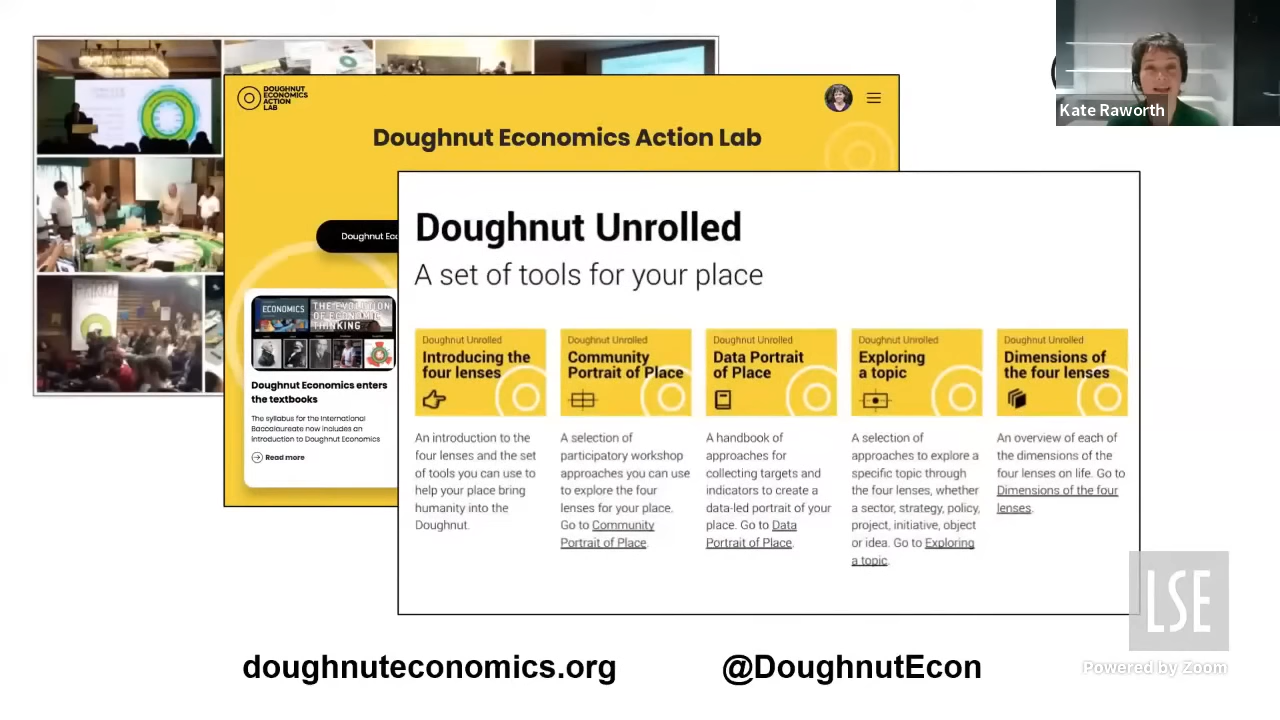 Kate Raworth
DOUGHNUT
ECONOMICS
ACTION
LAB
Doughnut Economics Action Lab
Doughnut Eco
ECONOMICS
THE EVOLUTION
OF ECONOMIC
THINKING
Doughnut Economics enters
the textbooks
The syllabus for the International
Baccalaureate now includes an
introduction to Doughnut Economics
Read more
Doughnut Unrolled
A set of tools for your place
Doughnut Unrolled
Introducing the
four lenses
An introduction to the
four lenses and the set
of tools you can use to
help your place bring
humanity into the
Doughnut.
Doughnut Unrolled
Community
Portrait of Place
A selection of
participatory workshop
approaches you can use
to explore the four
lenses for your place.
Go to Community
Portrait of Place.
Doughnut Unrolled
Data Portrait
of Place
A handbook of
approaches for
collecting targets and
indicators to create a
data-led portrait of your
place. Go to Data
Portrait of Place.
Doughnut Unrolled
Exploring
a topic
A selection of
approaches to explore a
specific topic through
the four lenses, whether
a sector, strategy, policy,
project, initiative, object
or idea. Go to Exploring
a topic.
Doughnut Unrolled
Dimensions of
the four lenses
An overview of each of
the dimensions of the
four lenses on life. Go to
Dimensions of the four
lenses.
LSE
Powered by Zoom
doughnuteconomics.org
@DoughnutEcon